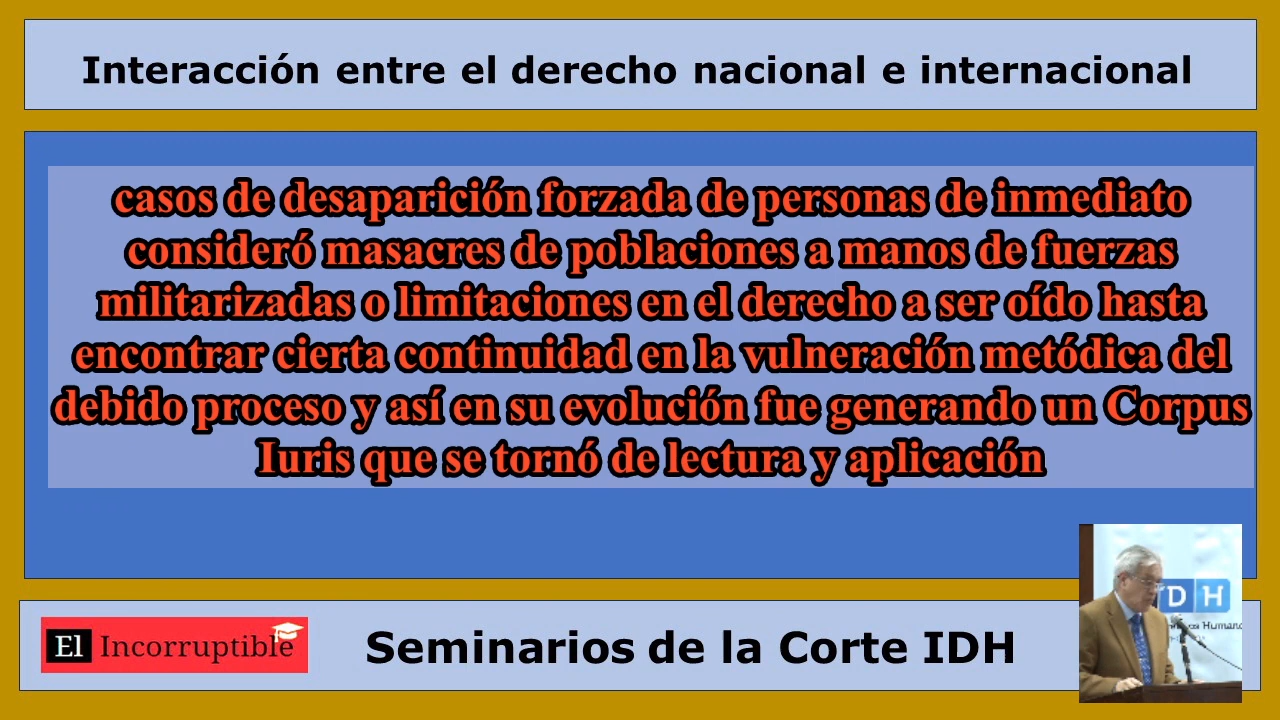 Interacción entre el derecho nacional e internacional
casos de desaparición forzada de personas de inmediato
consideró masacres de poblaciones a manos de fuerzas
militarizadas o limitaciones en el derecho a ser oído hasta
encontrar cierta continuidad en la vulneración metódica del
debido proceso y así en su evolución fue generando un Corpus
Iuris que se tornó de lectura y aplicación
El Incorruptible
Seminarios de la Corte IDH
DH